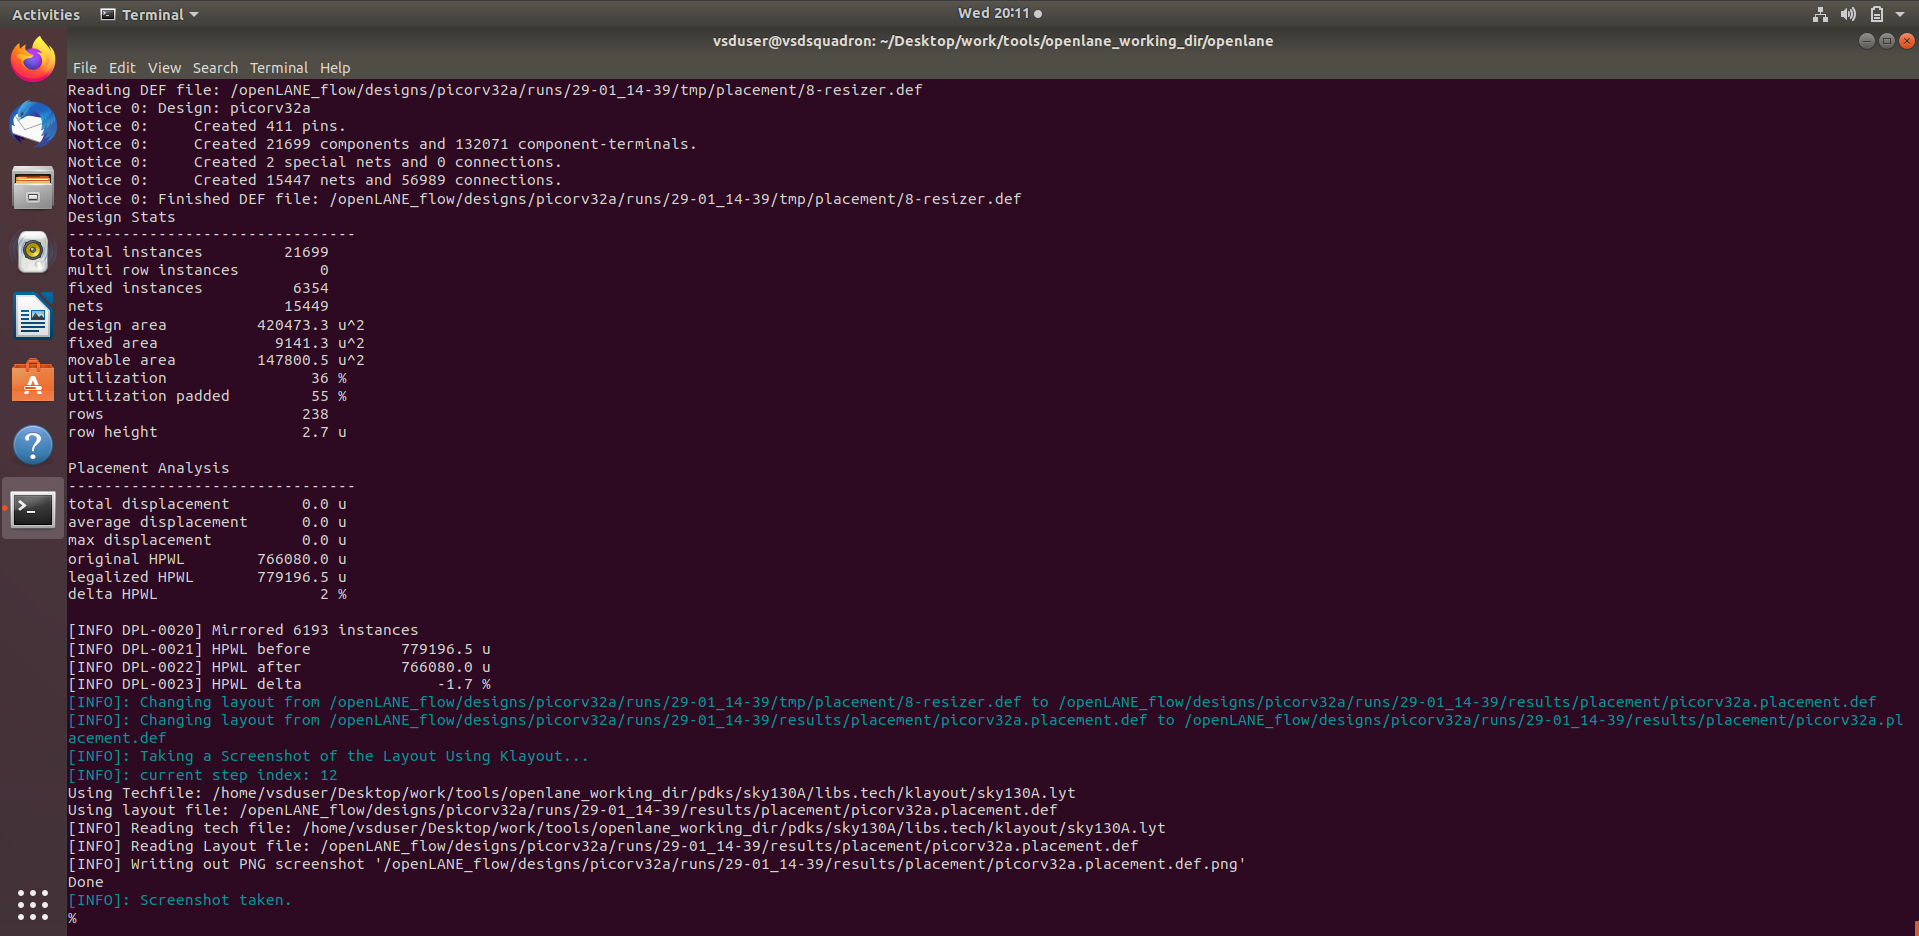 Activities Terminal Wed 20:11
vsduser@vsdsquadron: ~/Desktop/work/tools/openlane_working_dir/openlane
File Edit View Search Terminal Help
Reading DEF file: /openLANE_flow/designs/picorv32a/runs/29-01_14-39/tmp/placement/8-resizer.def
Notice 0: Design: picorv32a
Notice 0:     Created 411 pins.
Notice 0:     Created 21699 components and 132071 component-terminals.
Notice 0:     Created 2 special nets and 0 connections.
Notice 0:     Created 15447 nets and 56989 connections.
Notice 0: Finished DEF file: /openLANE_flow/designs/picorv32a/runs/29-01_14-39/tmp/placement/8-resizer.def
Design Stats
--------------------------------
total instances         21699
multi row instances         0
fixed instances          6354
nets                    15449
design area          420473.3 u^2
fixed area             9141.3 u^2
movable area         147800.5 u^2
utilization                36 %
utilization padded         55 %
rows                      238
row height                2.7 u
Placement Analysis
--------------------------------
total displacement        0.0 u
average displacement      0.0 u
max displacement          0.0 u
original HPWL        766080.0 u
legalized HPWL       779196.5 u
delta HPWL                  2 %
[INFO DPL-0020] Mirrored 6193 instances
[INFO DPL-0021] HPWL before          779196.5 u
[INFO DPL-0022] HPWL after           766080.0 u
[INFO DPL-0023] HPWL delta               -1.7 %
[INFO]: Changing layout from /openLANE_flow/designs/picorv32a/runs/29-01_14-39/tmp/placement/8-resizer.def to /openLANE_flow/designs/picorv32a/runs/29-01_14-39/results/placement/picorv32a.placement.def
[INFO]: Changing layout from /openLANE_flow/designs/picorv32a/runs/29-01_14-39/results/placement/picorv32a.placement.def to /openLANE_flow/designs/picorv32a/runs/29-01_14-39/results/placement/picorv32a.pl
acement.def
[INFO]: Taking a Screenshot of the Layout Using Klayout...
[INFO]: current step index: 12
Using Techfile: /home/vsduser/Desktop/work/tools/openlane_working_dir/pdks/sky130A/libs.tech/klayout/sky130A.lyt
Using layout file: /openLANE_flow/designs/picorv32a/runs/29-01_14-39/results/placement/picorv32a.placement.def
[INFO] Reading tech file: /home/vsduser/Desktop/work/tools/openlane_working_dir/pdks/sky130A/libs.tech/klayout/sky130A.lyt
[INFO] Reading Layout file: /openLANE_flow/designs/picorv32a/runs/29-01_14-39/results/placement/picorv32a.placement.def
[INFO] Writing out PNG screenshot '/openLANE_flow/designs/picorv32a/runs/29-01_14-39/results/placement/picorv32a.placement.def.png'
Done
[INFO]: Screenshot taken.
%